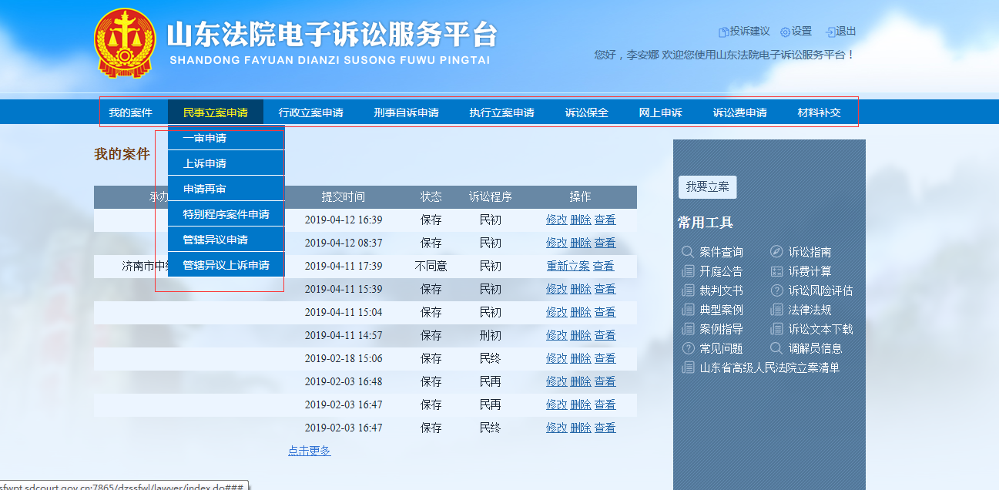 山东法院电子诉讼服务平台
SHANDONG FAYUAN DIANZI SUSONG FUWU PINGTAI
投诉建议 设置 退出
您好，李安娜 欢迎您使用山东法院电子诉讼服务平台！
我的案件 民事立案申请 行政立案申请 刑事自诉申请 执行立案申请 诉讼保全 网上申诉 诉讼费申请 材料补交
一审申请
上诉申请
申请再审
特别程序案件申请
管辖异议申请
管辖异议上诉申请
我的案件
承办 提交时间 状态 诉讼程序 操作
2019-04-12 16:39 保存 民初 修改 删除 查看
2019-04-12 08:37 保存 民初 修改 删除 查看
济南市中 2019-04-11 17:39 不同意 民初 重新立案 查看
2019-04-11 15:39 保存 民初 修改 删除 查看
2019-04-11 15:04 保存 民初 修改 删除 查看
2019-04-11 14:57 保存 刑初 修改 删除 查看
2019-02-18 15:06 保存 民终 修改 删除 查看
2019-02-03 16:48 保存 民再 修改 删除 查看
2019-02-03 16:47 保存 民再 修改 删除 查看
2019-02-03 16:47 保存 民终 修改 删除 查看
点击更多
我要立案
常用工具
案件查询 诉讼指南
开庭公告 诉费计算
裁判文书 诉讼风险评估
典型案例 法律法规
案例指导 诉讼文本下载
常见问题 调解员信息
山东省高级人民法院立案清单
sfwpt.sdcourt.gov.cn:7865/dzssfwl/lawyer/index.do###